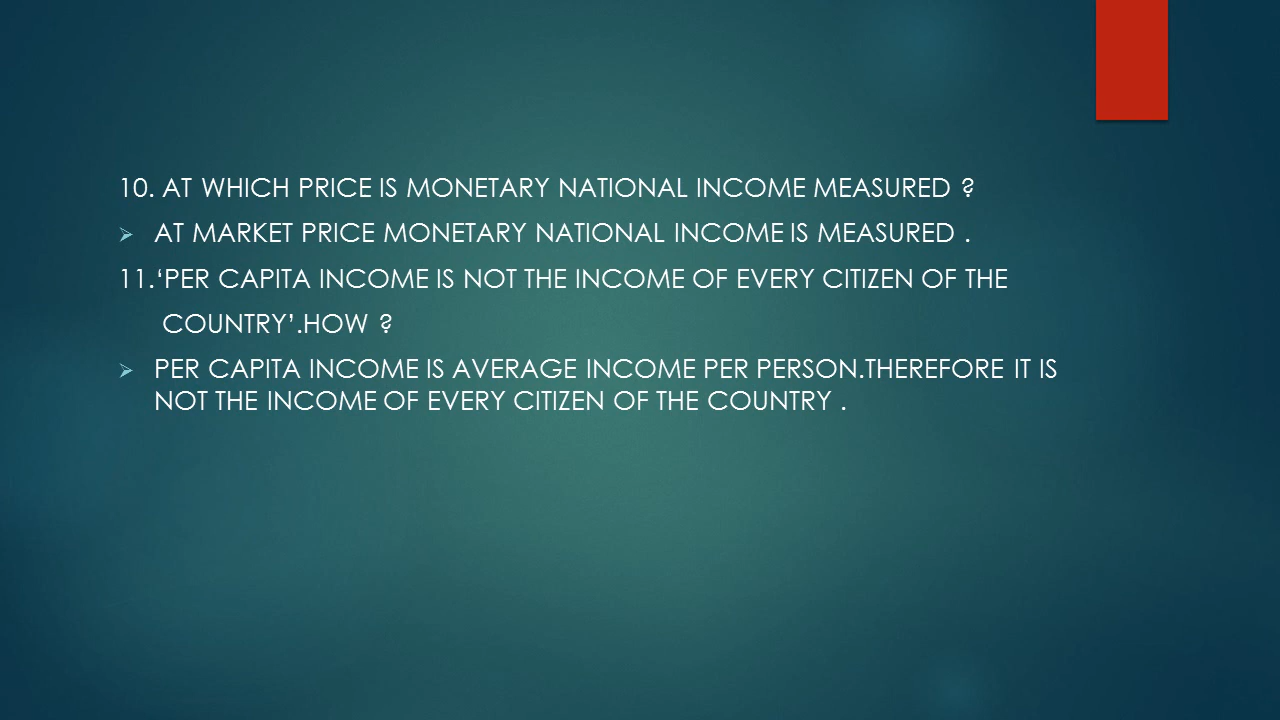 10. AT WHICH PRICE IS MONETARY NATIONAL INCOME MEASURED ?
➢ AT MARKET PRICE MONETARY NATIONAL INCOME IS MEASURED .
11.‘PER CAPITA INCOME IS NOT THE INCOME OF EVERY CITIZEN OF THE
COUNTRY’.HOW ?
➢ PER CAPITA INCOME IS AVERAGE INCOME PER PERSON.THEREFORE IT IS
NOT THE INCOME OF EVERY CITIZEN OF THE COUNTRY .